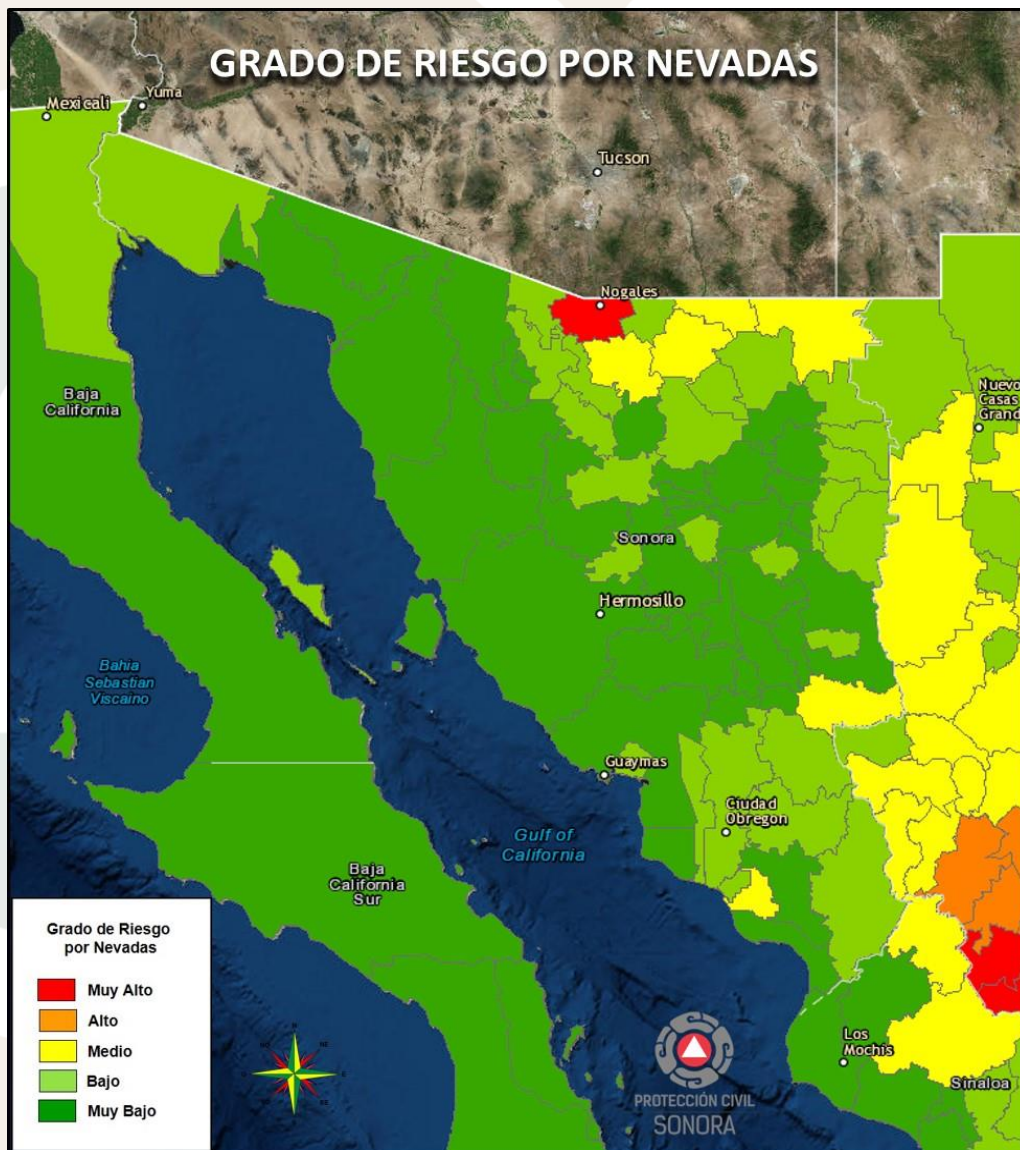 GRADO DE RIESGO POR NEVADAS
Mexicali
Yuma
Tucson
Nogales
Baja
California
Nuevo
Casas
Grand
Sonora
Hermosillo
Bahia
Sebastian
Viscaino
Guaymas
Ciudad
Obregon
Gulf of
California
Baja
California
Sur
Grado de Riesgo
por Nevadas
Muy Alto
Alto
Medio
Bajo
Muy Bajo
Los
Mochis
Sinaloa
PROTECCIÓN CIVIL
SONORA